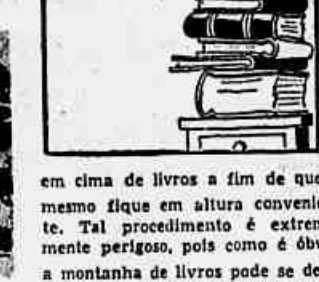 em cima de livros a fim de que
mesmo fique em altura convenie
te. Tal procedimento é extrem
mente perigoso, pois como é óbv
a montanha de livros pode se de